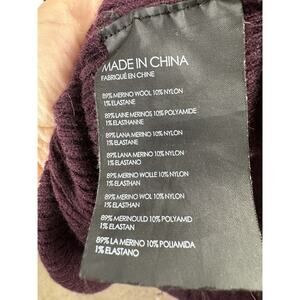 MADE IN CHINA
FABRIQUÉ EN CHINE
89% MERINO WOOL 10% NYLON
1% ELASTANE
89% LAINE MERINOS 10% POLYAMIDE
1% ELASTHANNE
89% LANA MERINO 10% NYLON
1% ELASTAN
89% LANA MERINO 10% NYLON
1% ELASTANO
89% MERINO WOLLE 10% NYLON
1% ELASTHAN
89% MERINO WOL 10% NYLON
1% ELASTHAN
89% MERINOULD 10% POLYAMID
1% ELASTAN
89% LA MERINO 10% POLIAMIDA
1% ELASTANO